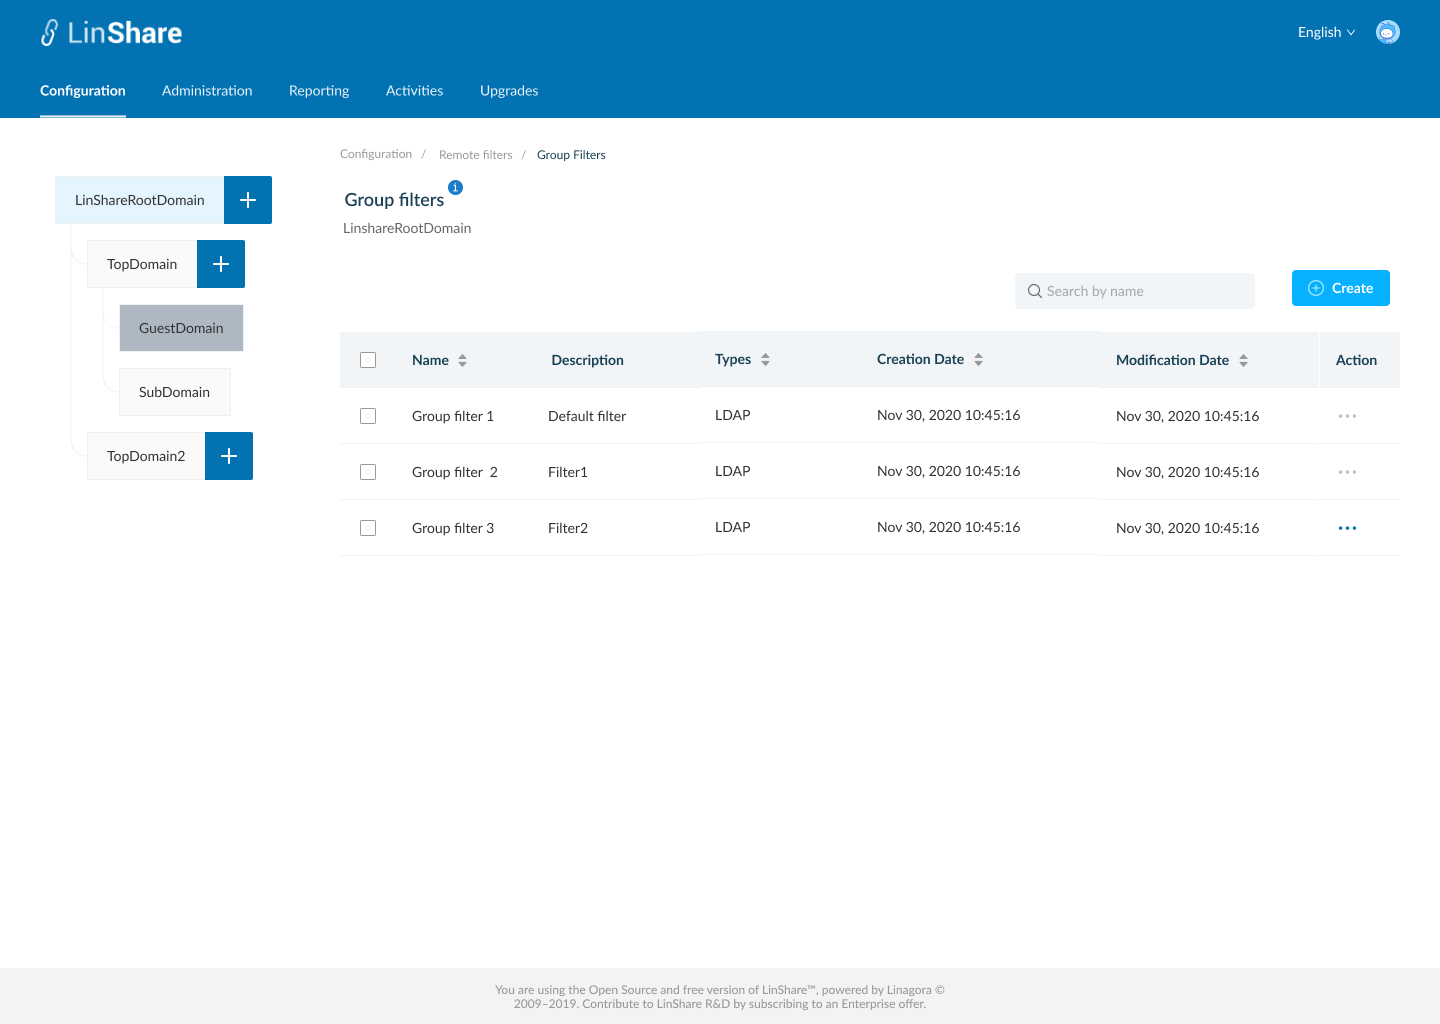 LinShare
English
Configuration Administration Reporting Activities Upgrades
Configuration / Remote filters / Group Filters
LinShareRootDomain
TopDomain
GuestDomain
SubDomain
TopDomain2
Group filters i
LinshareRootDomain
Search by name
Create
Name Description Types Creation Date Modification Date Action
Group filter 1 Default filter LDAP Nov 30, 2020 10:45:16 Nov 30, 2020 10:45:16
Group filter 2 Filter1 LDAP Nov 30, 2020 10:45:16 Nov 30, 2020 10:45:16
Group filter 3 Filter2 LDAP Nov 30, 2020 10:45:16 Nov 30, 2020 10:45:16
You are using the Open Source and free version of LinShare™, powered by Linagora ©
2009–2019. Contribute to LinShare R&D by subscribing to an Enterprise offer.